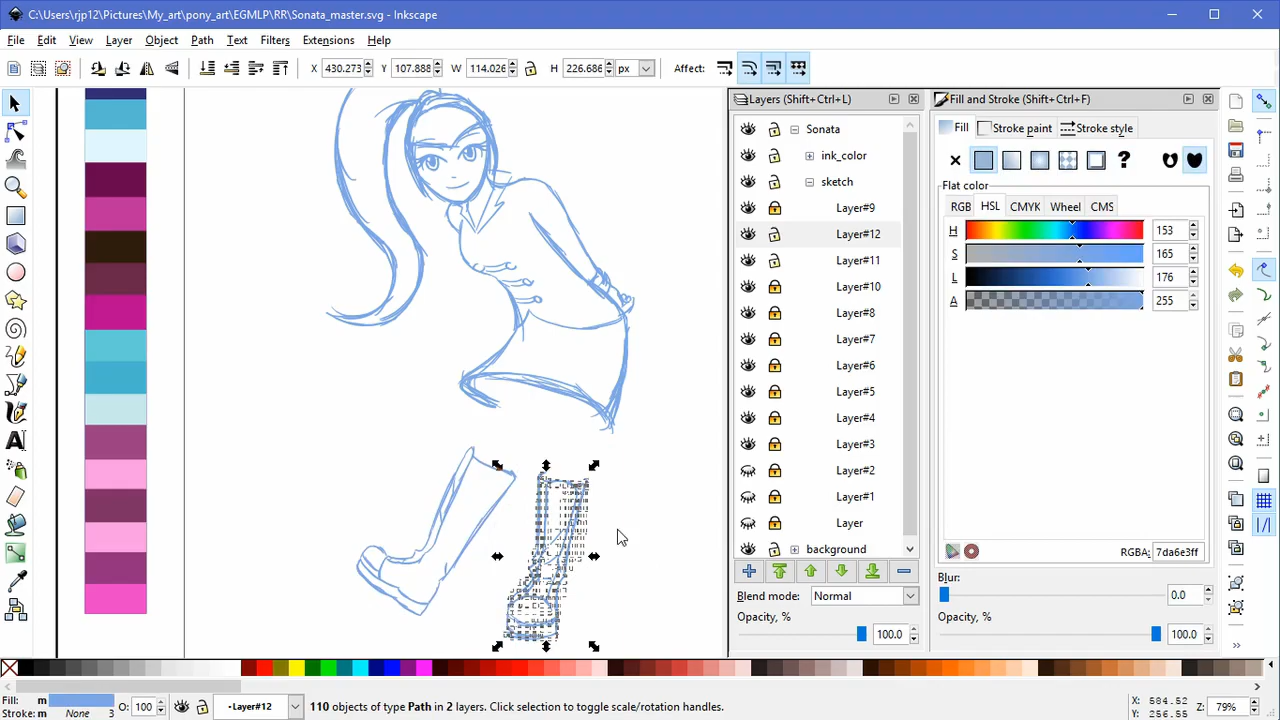 C:\Users\rjp12\Pictures\My_art\pony_art\EGMLP\RR\Sonata_master.svg - Inkscape
File Edit View Layer Object Path Text Filters Extensions Help
X 430.273 Y 107.888 W 114.026 H 226.686 px Affect:
Layers (Shift+Ctrl+L)
Fill and Stroke (Shift+Ctrl+F)
Sonata
ink_color
sketch
Layer#9
Layer#12
Layer#11
Layer#10
Layer#8
Layer#7
Layer#6
Layer#5
Layer#4
Layer#3
Layer#2
Layer#1
Layer
background
Blend mode: Normal
Opacity, %
100.0
Fill Stroke paint Stroke style
?
Flat color
RGB HSL CMYK Wheel CMS
H 153
S 165
L 176
A 255
RGBA: 7da6e3ff
Blur:
0.0
Opacity, %
100.0
Fill: m
Stroke: m None 3
O: 100
-Layer#12
110 objects of type Path in 2 layers. Click selection to toggle scale/rotation handles.
X: 584.52
Y: 256.55
Z: 79%